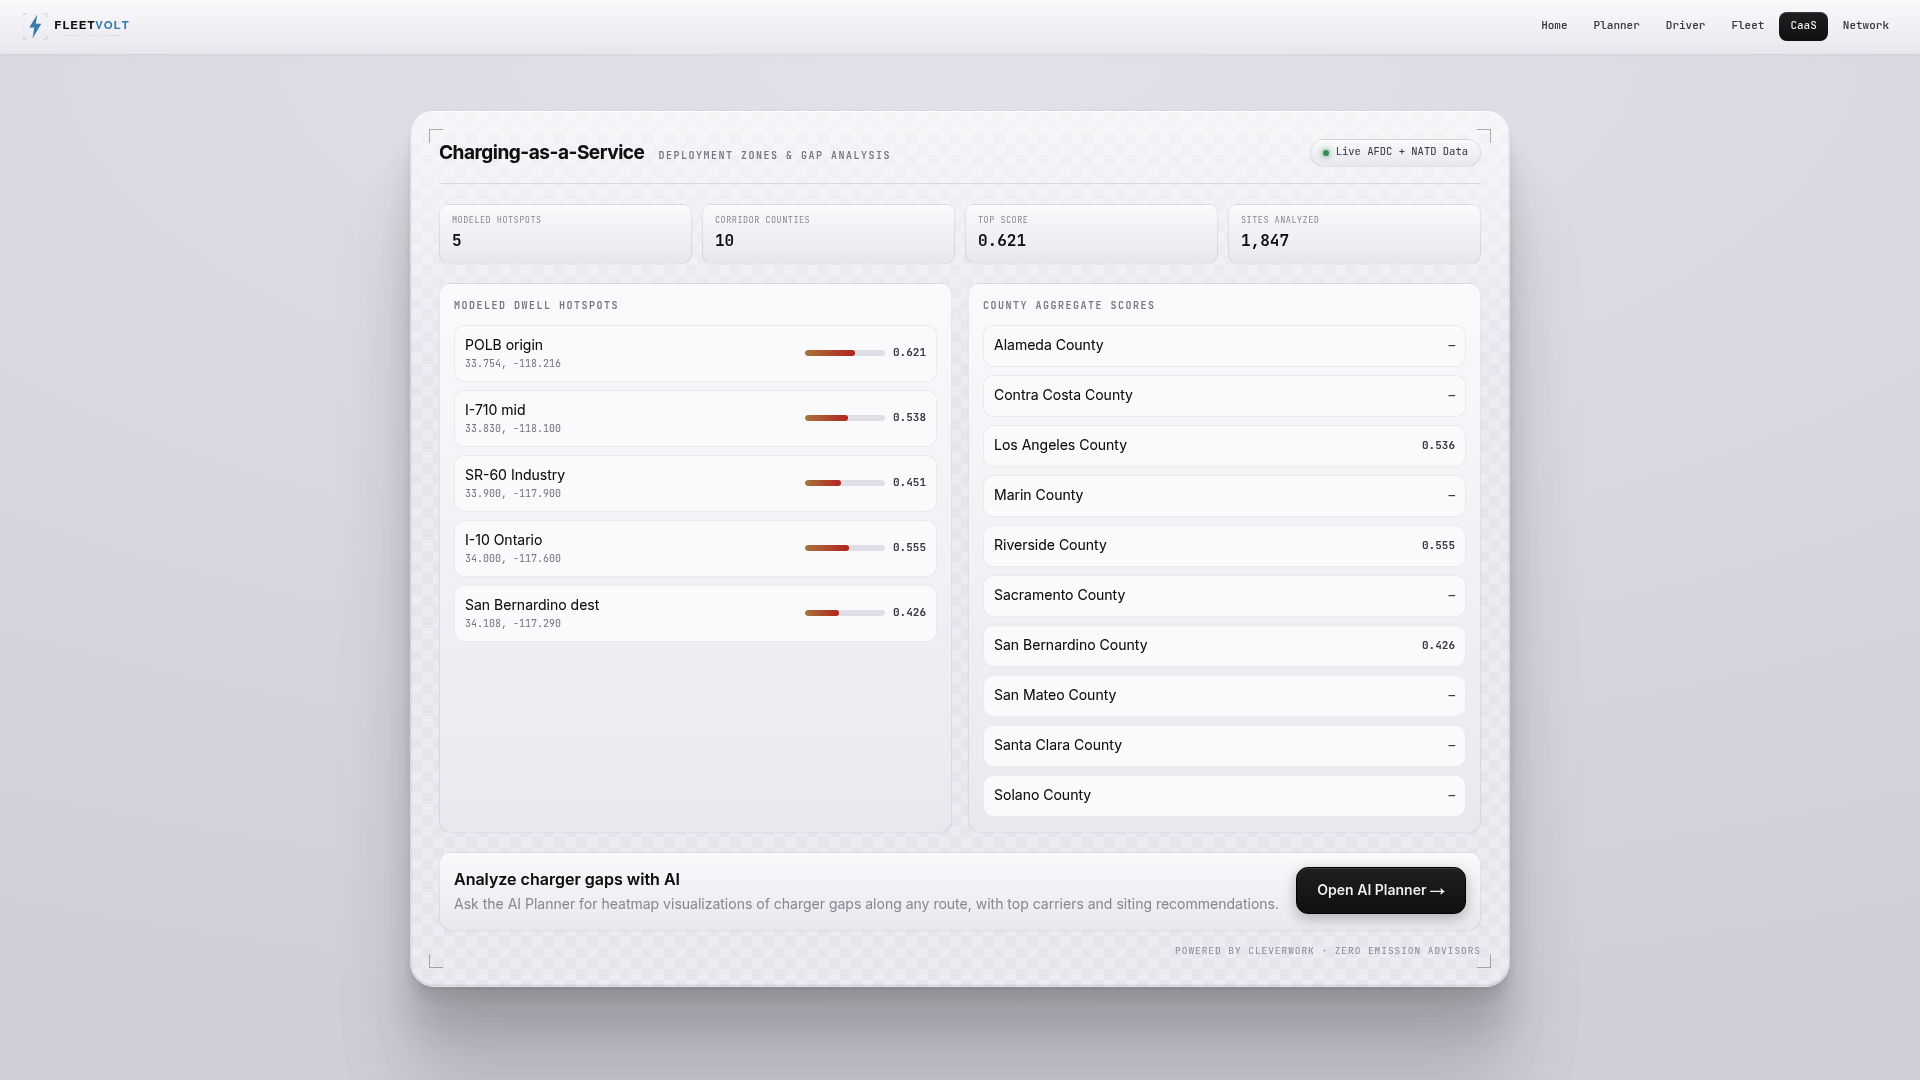 FLEETVOLT
Home Planner Driver Fleet CaaS Network
Charging-as-a-Service DEPLOYMENT ZONES & GAP ANALYSIS
Live AFDC + NATD Data
MODELED HOTSPOTS
5
CORRIDOR COUNTIES
10
TOP SCORE
0.621
SITES ANALYZED
1,847
MODELED DWELL HOTSPOTS
POLB origin
33.754, -118.216
0.621
I-710 mid
33.830, -118.100
0.538
SR-60 Industry
33.900, -117.900
0.451
I-10 Ontario
34.000, -117.600
0.555
San Bernardino dest
34.108, -117.290
0.426
COUNTY AGGREGATE SCORES
Alameda County –
Contra Costa County –
Los Angeles County 0.536
Marin County –
Riverside County 0.555
Sacramento County –
San Bernardino County 0.426
San Mateo County –
Santa Clara County –
Solano County –
Analyze charger gaps with AI
Ask the AI Planner for heatmap visualizations of charger gaps along any route, with top carriers and siting recommendations.
Open AI Planner →
POWERED BY CLEVERWORK · ZERO EMISSION ADVISORS